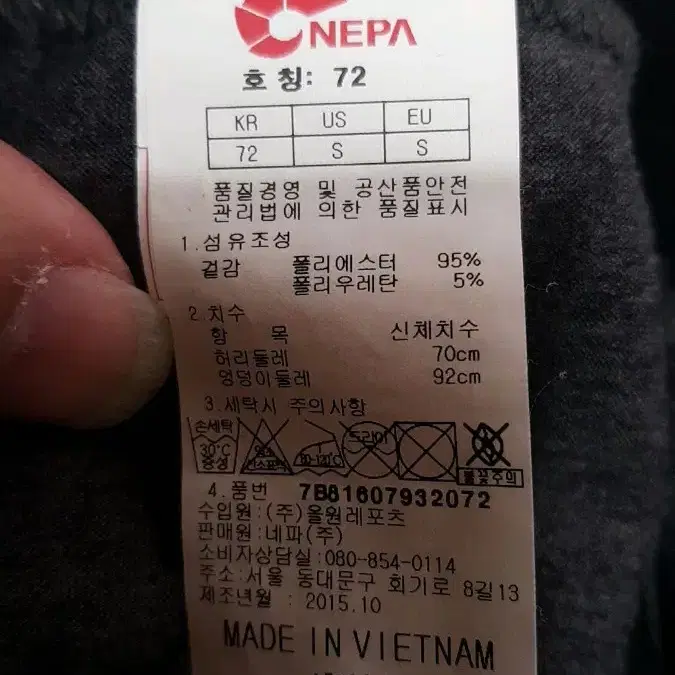 NEPA
호 칭: 72
KR US EU
72 S S
품질경영 및 공산품안전
관리법에 의한 품질표시
1.섬유조성
겉감 폴리에스터 95%
폴리우레탄 5%
2.치수
항 목 신체치수
허리둘레 70cm
엉덩이둘레 92cm
3.세탁시 주의사항
손세탁
30℃
중성
염소표백
80-120℃
드라이
불꽃주의
4.품번 7B81607932072
수입원:(주)올원레포츠
판매원:네파(주)
소비자상담실:080-854-0114
주소:서울 동대문구 회기로 8길13
제조년월 : 2015.10
MADE IN VIETNAM